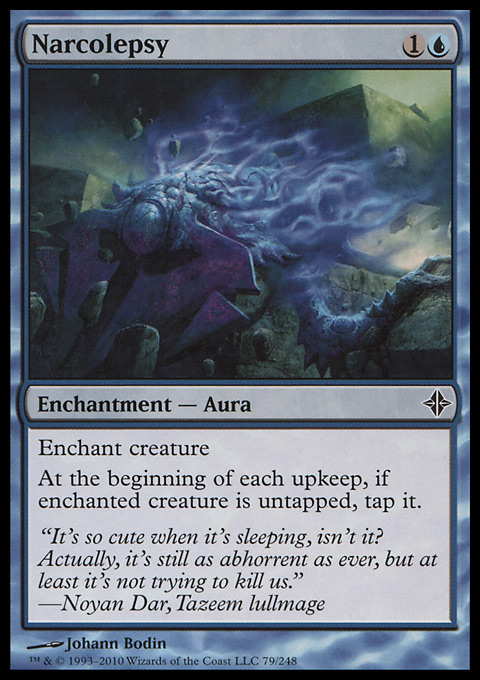 Narcolepsy 1
Enchantment — Aura
Enchant creature
At the beginning of each upkeep, if
enchanted creature is untapped, tap it.
“It’s so cute when it’s sleeping, isn’t it?
Actually, it’s still as abhorrent as ever, but at
least it’s not trying to kill us.”
—Noyan Dar, Tazeem lullmage
Johann Bodin
™ & © 1993–2010 Wizards of the Coast LLC 79/248